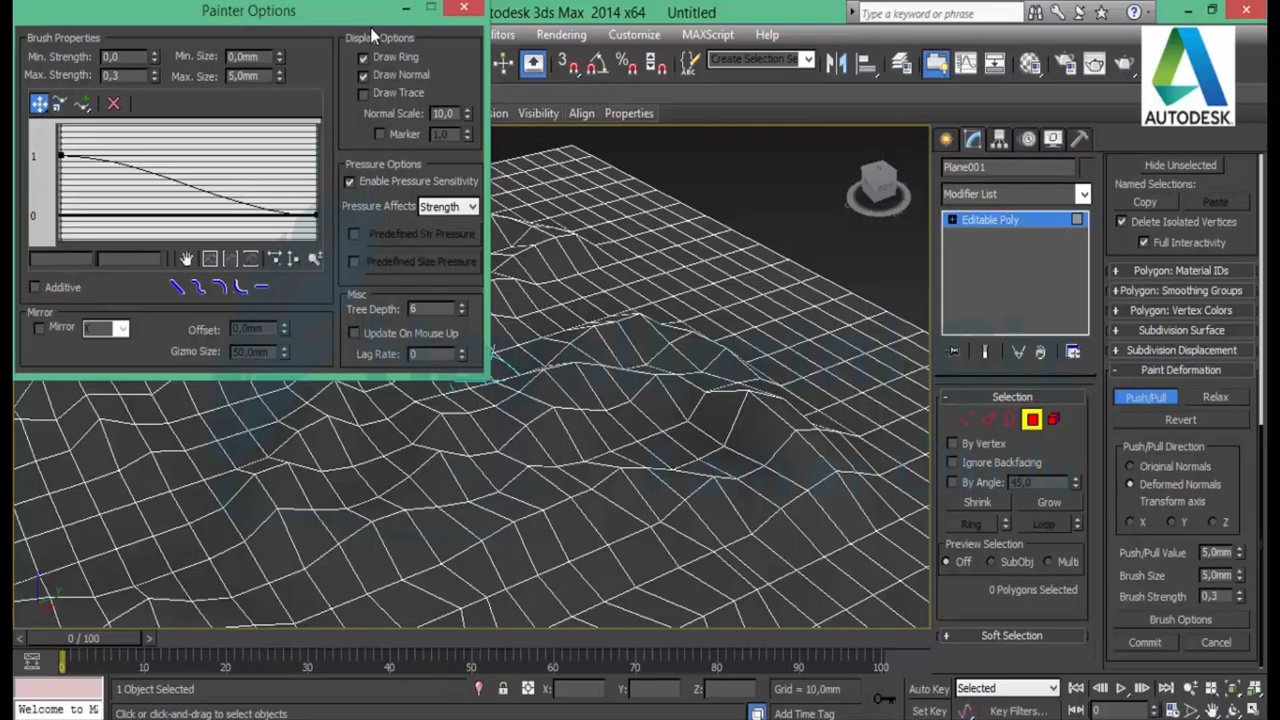 Painter Options
Autodesk 3ds Max 2014 x64
Untitled
Type a keyword or phrase
Rendering
Customize
MAXScript
Help
Create Selection Se
Visibility
Align
Properties
AUTODESK
Brush Properties
Min. Strength: 0,0
Min. Size: 0,0mm
Max. Strength: 0,3
Max. Size: 5,0mm
1
0
Additive
Mirror
Mirror
X
Offset: 0,0mm
Gizmo Size: 50,0mm
Display Options
Draw Ring
Draw Normal
Draw Trace
Normal Scale: 10,0
Marker 1,0
Pressure Options
Enable Pressure Sensitivity
Pressure Affects Strength
Predefined Str Pressure
Predefined Size Pressure
Misc
Tree Depth: 6
Update On Mouse Up
Lag Rate: 0
Plane001
Modifier List
Editable Poly
Selection
By Vertex
Ignore Backfacing
By Angle: 45,0
Shrink
Grow
Ring
Loop
Preview Selection
Off
SubObj
Multi
0 Polygons Selected
Soft Selection
Hide Unselected
Named Selections:
Copy
Paste
Delete Isolated Vertices
Full Interactivity
Polygon: Material IDs
Polygon: Smoothing Groups
Polygon: Vertex Colors
Subdivision Surface
Subdivision Displacement
Paint Deformation
Push/Pull
Relax
Revert
Push/Pull Direction
Original Normals
Deformed Normals
Transform axis
X
Y
Z
Push/Pull Value 5,0mm
Brush Size 5,0mm
Brush Strength 0,3
Brush Options
Commit
Cancel
0 / 100
0
10
20
30
40
50
60
70
80
90
100
1 Object Selected
X:
Y:
Z:
Grid = 10,0mm
Auto Key
Selected
Welcome to M
Click or click-and-drag to select objects
Add Time Tag
Set Key
Key Filters...
0